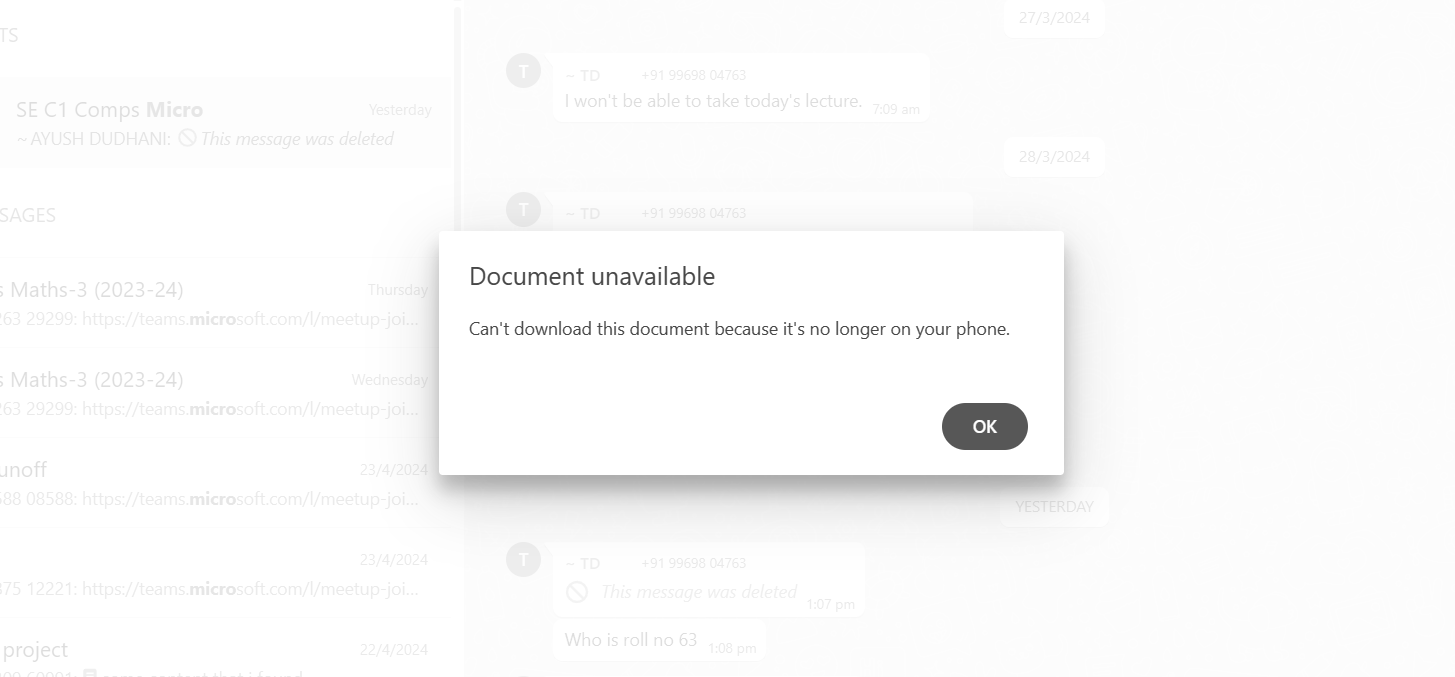 TS
SE C1 Comps Micro
Yesterday
~ AYUSH DUDHANI: This message was deleted
SAGES
s Maths-3 (2023-24)
Thursday
263 29299: https://teams.microsoft.com/l/meetup-joi...
s Maths-3 (2023-24)
Wednesday
263 29299: https://teams.microsoft.com/l/meetup-joi...
unoff
23/4/2024
588 08588: https://teams.microsoft.com/l/meetup-joi...
23/4/2024
375 12221: https://teams.microsoft.com/l/meetup-joi...
project
22/4/2024
some content that i found
27/3/2024
T
~ TD +91 99698 04763
I won't be able to take today's lecture. 7:09 am
28/3/2024
T
~ TD +91 99698 04763
Document unavailable
Can't download this document because it's no longer on your phone.
OK
YESTERDAY
T
~ TD +91 99698 04763
This message was deleted 1:07 pm
Who is roll no 63 1:08 pm